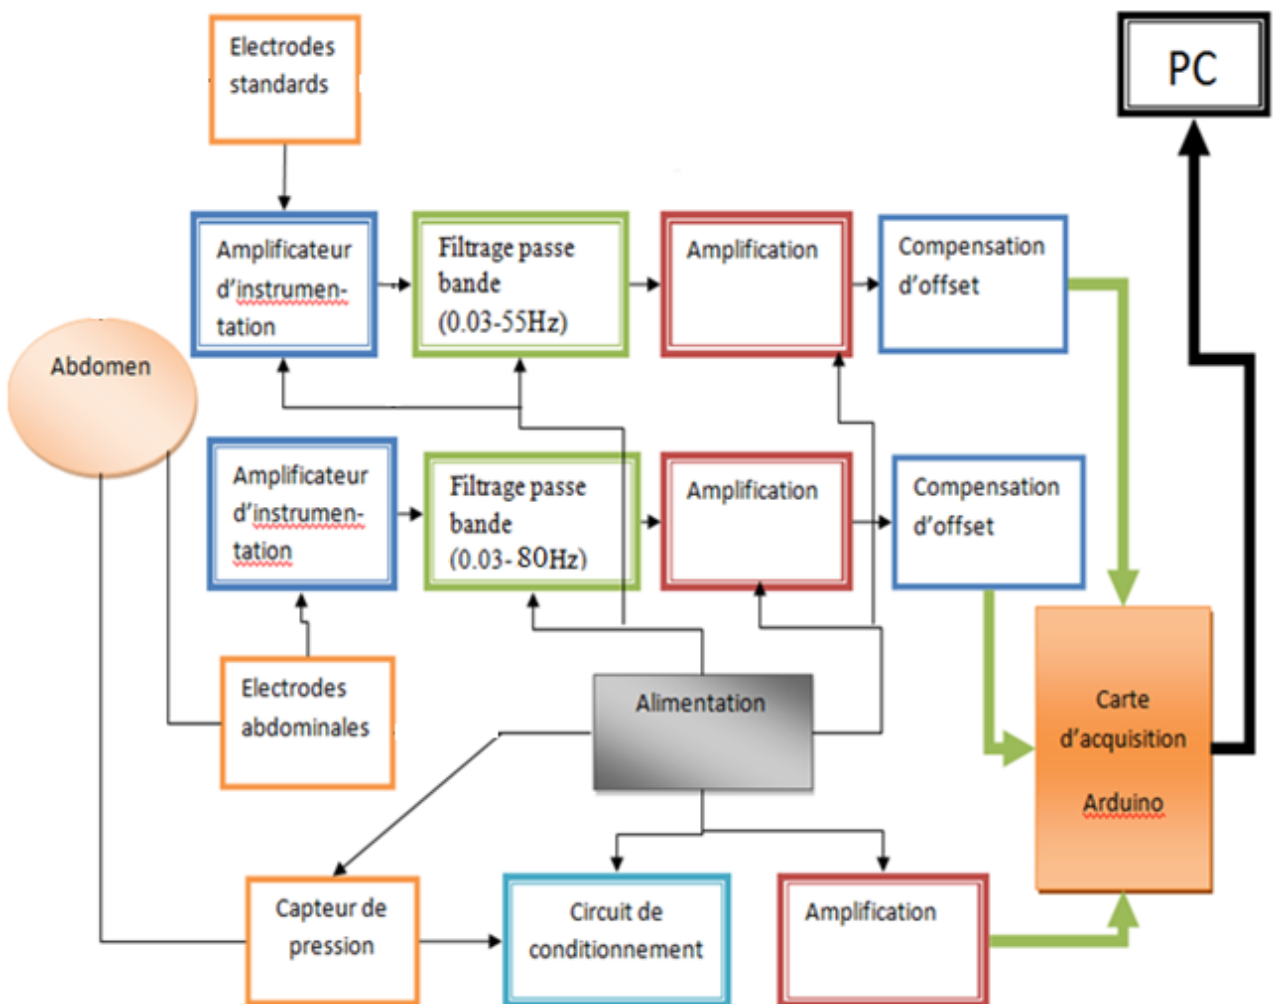 Electrodes
standards
PC
Amplificateur
d'instrumen-
tation
Filtrage passe
bande
(0.03-55Hz)
Amplification
Compensation
d'offset
Abdomen
Amplificateur
d'instrumen-
tation
Filtrage passe
bande
(0.03- 80Hz)
Amplification
Compensation
d'offset
Electrodes
abdominales
Alimentation
Carte
d'acquisition
Arduino
Capteur de
pression
Circuit de
conditionnement
Amplification